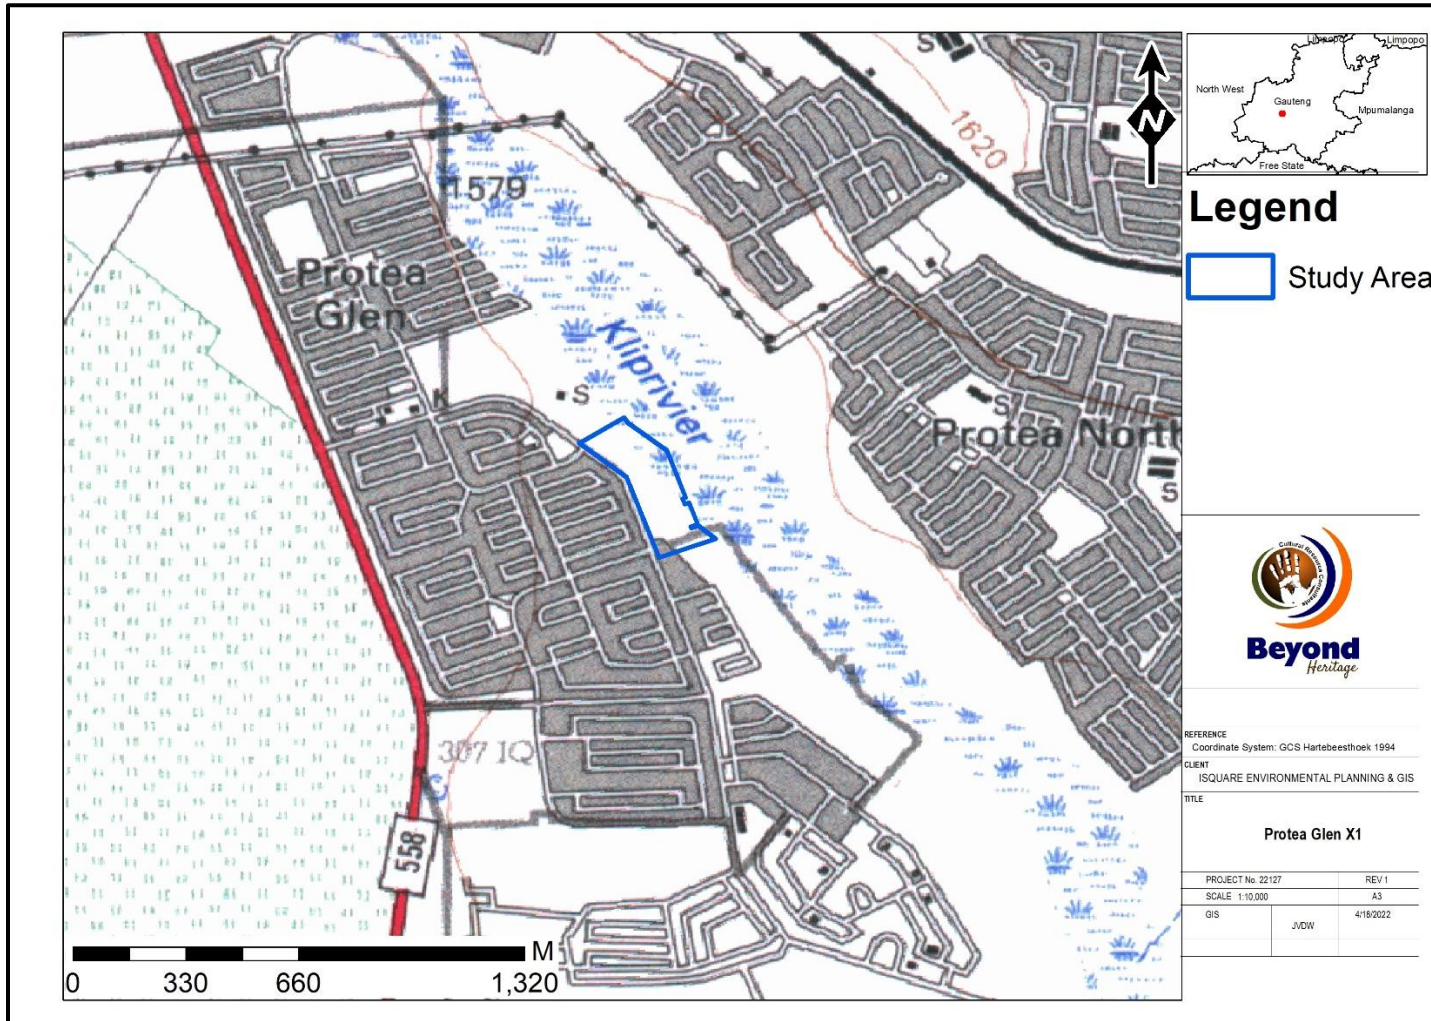 S
1620
1579
Protea
Glen
Kliprivier
K
S
S
Protea North
S
307 IQ
C
558
M
0 330 660 1,320
N
Limpopo Limpopo
North West
Gauteng
Mpumalanga
Free State
Legend
Study Area
Cultural Resource Consultants
Beyond
Heritage
REFERENCE
Coordinate System: GCS Hartebeesthoek 1994
CLIENT
ISQUARE ENVIRONMENTAL PLANNING & GIS
TITLE
Protea Glen X1
PROJECT No. 22127 REV 1
SCALE 1:10,000 A3
GIS JVDW 4/18/2022